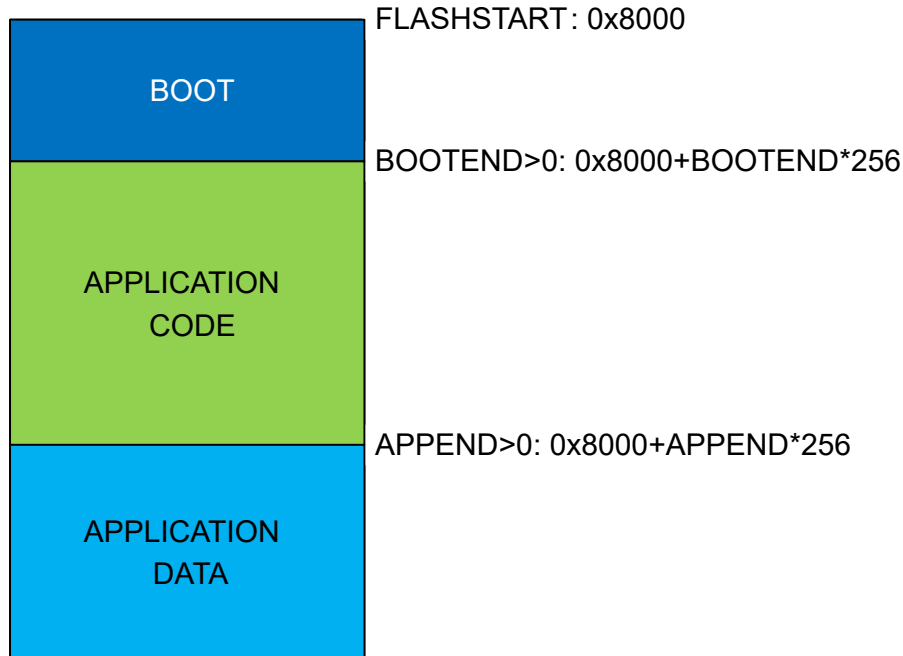 FLASHSTART: 0x8000
BOOT
BOOTEND>0: 0x8000+BOOTEND*256
APPLICATION
CODE
APPEND>0: 0x8000+APPEND*256
APPLICATION
DATA